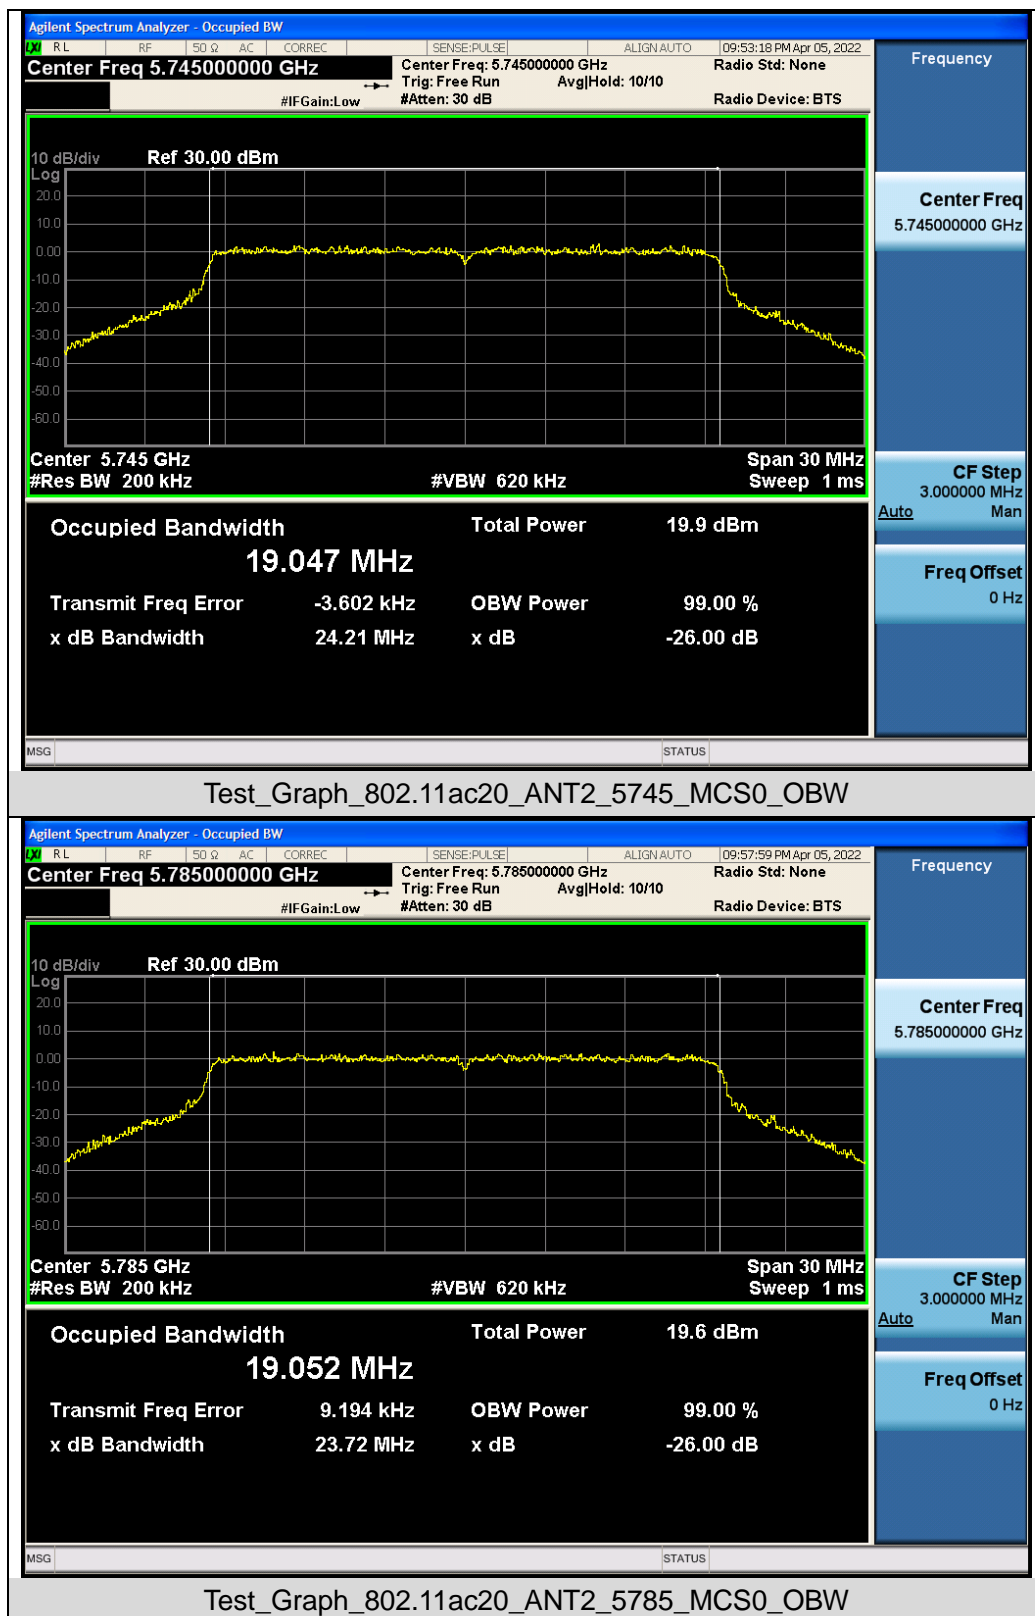 Agilent Spectrum Analyzer - Occupied BW
LXI RL RF 50 Ω AC CORREC SENSE:PULSE ALIGN AUTO 09:53:18 PM Apr 05, 2022
Center Freq 5.745000000 GHz
Center Freq: 5.745000000 GHz Radio Std: None
Trig: Free Run Avg|Hold: 10/10
#IFGain:Low #Atten: 30 dB Radio Device: BTS
Frequency
10 dB/div Ref 30.00 dBm
Log
20.0
10.0
0.00
-10.0
-20.0
-30.0
-40.0
-50.0
-60.0
Center 5.745 GHz Span 30 MHz
#Res BW 200 kHz #VBW 620 kHz Sweep 1 ms
Center Freq
5.745000000 GHz
CF Step
3.000000 MHz
Auto Man
Freq Offset
0 Hz
Occupied Bandwidth Total Power 19.9 dBm
19.047 MHz
Transmit Freq Error -3.602 kHz OBW Power 99.00 %
x dB Bandwidth 24.21 MHz x dB -26.00 dB
MSG STATUS
Test_Graph_802.11ac20_ANT2_5745_MCS0_OBW
Agilent Spectrum Analyzer - Occupied BW
LXI RL RF 50 Ω AC CORREC SENSE:PULSE ALIGN AUTO 09:57:59 PM Apr 05, 2022
Center Freq 5.785000000 GHz
Center Freq: 5.785000000 GHz Radio Std: None
Trig: Free Run Avg|Hold: 10/10
#IFGain:Low #Atten: 30 dB Radio Device: BTS
Frequency
10 dB/div Ref 30.00 dBm
Log
20.0
10.0
0.00
-10.0
-20.0
-30.0
-40.0
-50.0
-60.0
Center 5.785 GHz Span 30 MHz
#Res BW 200 kHz #VBW 620 kHz Sweep 1 ms
Center Freq
5.785000000 GHz
CF Step
3.000000 MHz
Auto Man
Freq Offset
0 Hz
Occupied Bandwidth Total Power 19.6 dBm
19.052 MHz
Transmit Freq Error 9.194 kHz OBW Power 99.00 %
x dB Bandwidth 23.72 MHz x dB -26.00 dB
MSG STATUS
Test_Graph_802.11ac20_ANT2_5785_MCS0_OBW